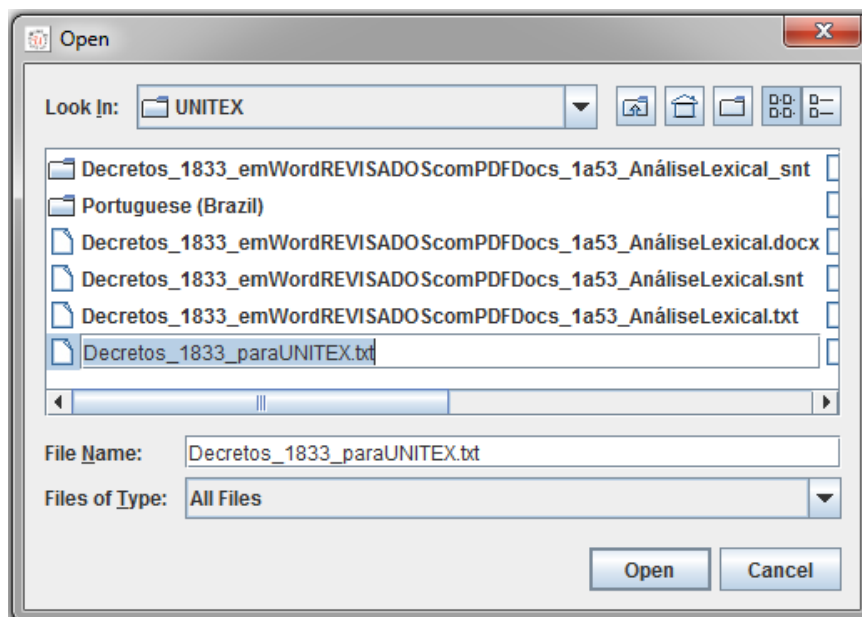 Open
Look In: UNITEX
Decretos_1833_emWordREVISADOScomPDFDocs_1a53_AnáliseLexical_snt
Portuguese (Brazil)
Decretos_1833_emWordREVISADOScomPDFDocs_1a53_AnáliseLexical.docx
Decretos_1833_emWordREVISADOScomPDFDocs_1a53_AnáliseLexical.snt
Decretos_1833_emWordREVISADOScomPDFDocs_1a53_AnáliseLexical.txt
Decretos_1833_paraUNITEX.txt
File Name: Decretos_1833_paraUNITEX.txt
Files of Type: All Files
Open Cancel